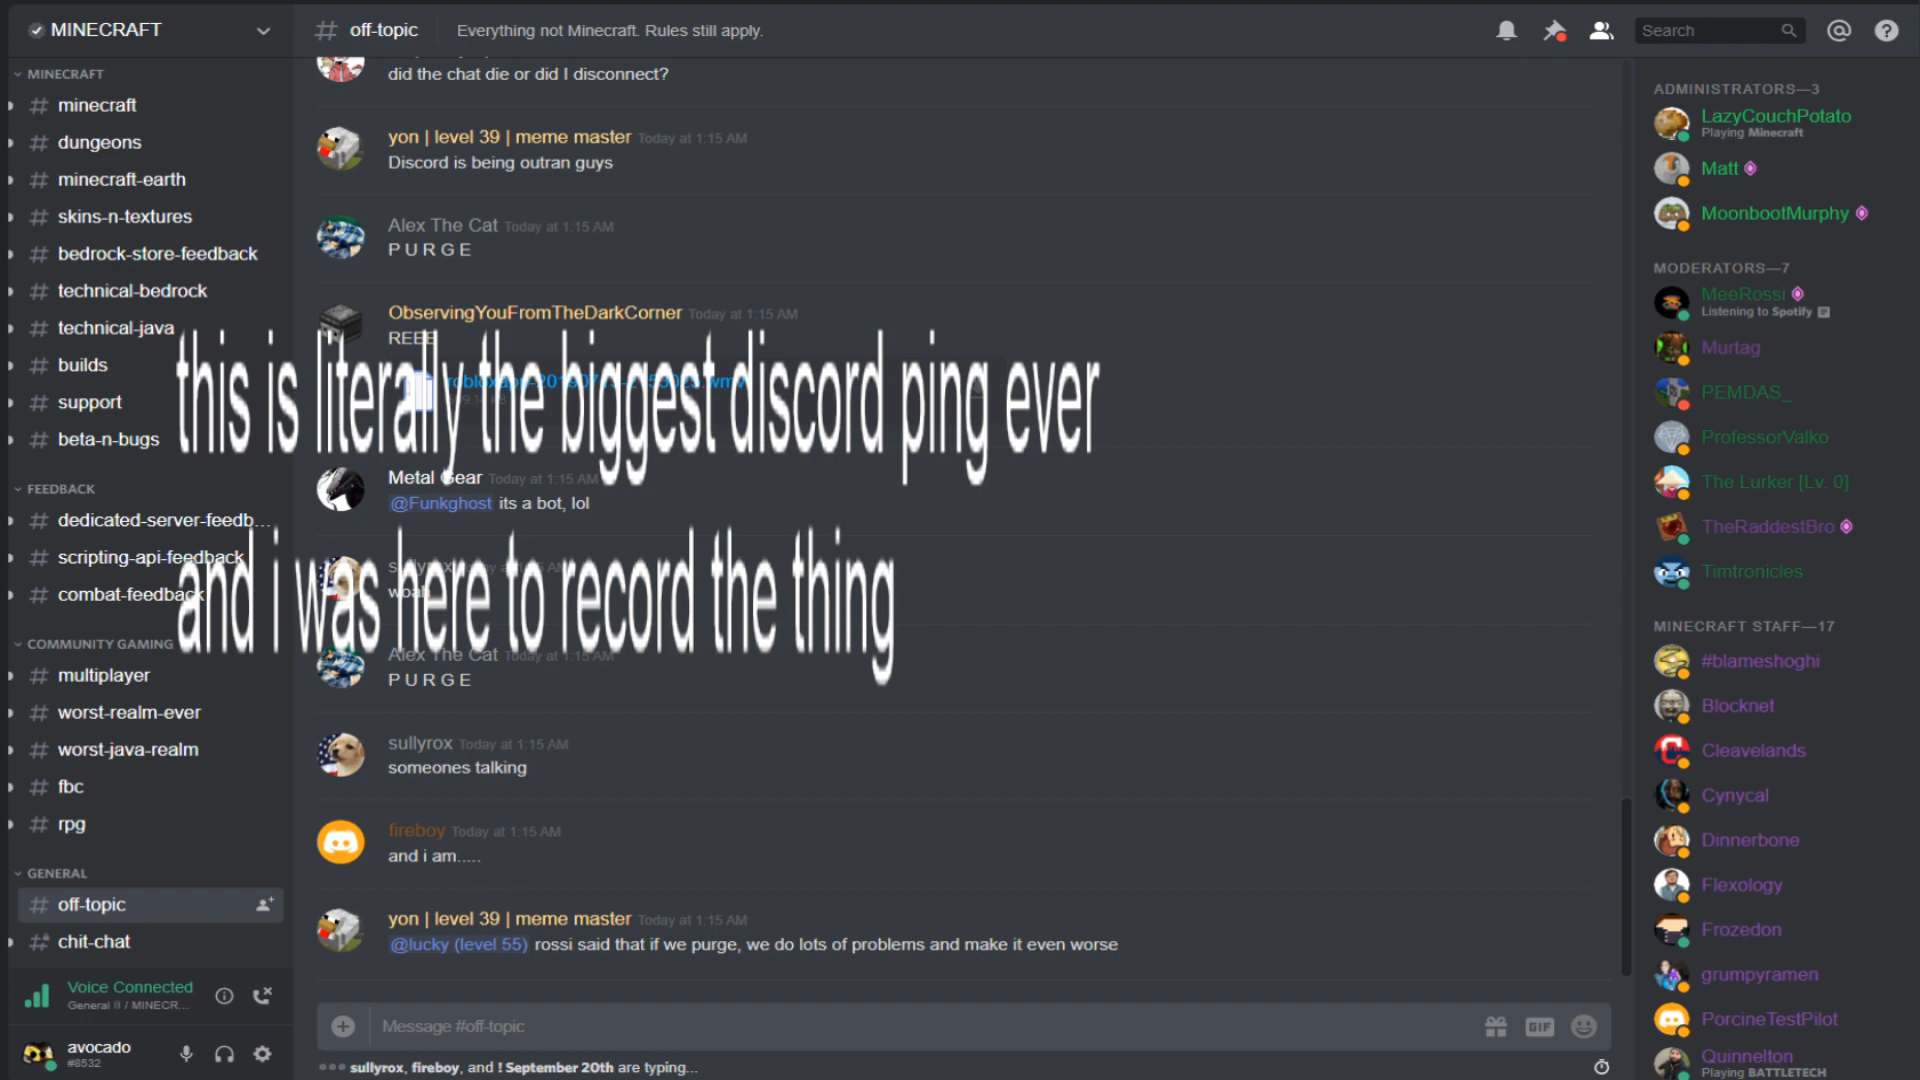 MINECRAFT
MINECRAFT
minecraft
dungeons
minecraft-earth
skins-n-textures
bedrock-store-feedback
technical-bedrock
technical-java
builds
support
beta-n-bugs
FEEDBACK
dedicated-server-feedb...
scripting-api-feedback
combat-feedback
COMMUNITY GAMING
multiplayer
worst-realm-ever
worst-java-realm
fbc
rpg
GENERAL
off-topic
chit-chat
Voice Connected
General II / MINECR...
avocado
#8532
# off-topic
Everything not Minecraft. Rules still apply.
Search
did the chat die or did I disconnect?
yon | level 39 | meme master Today at 1:15 AM
Discord is being outran guys
Alex The Cat Today at 1:15 AM
P U R G E
ObservingYouFromTheDarkCorner Today at 1:15 AM
REEE
this is literally the biggest discord ping ever
Metal Gear Today at 1:15 AM
@Funkghost its a bot, lol
sullyrox Today at 1:15 AM
woah
and i was here to record the thing
Alex The Cat Today at 1:15 AM
P U R G E
sullyrox Today at 1:15 AM
someones talking
fireboy Today at 1:15 AM
and i am.....
yon | level 39 | meme master Today at 1:15 AM
@lucky (level 55) rossi said that if we purge, we do lots of problems and make it even worse
Message #off-topic
GIF
sullyrox, fireboy, and ! September 20th are typing...
ADMINISTRATORS—3
LazyCouchPotato
Playing Minecraft
Matt
MoonbootMurphy
MODERATORS—7
MeeRossi
Listening to Spotify
Murtag
PEMDAS_
ProfessorValko
The Lurker [Lv. 0]
TheRaddestBro
Timtronicles
MINECRAFT STAFF—17
#blameshoghi
Blocknet
Cleavelands
Cynycal
Dinnerbone
Flexology
Frozedon
grumpyramen
PorcineTestPilot
Quinnelton
Playing BATTLETECH